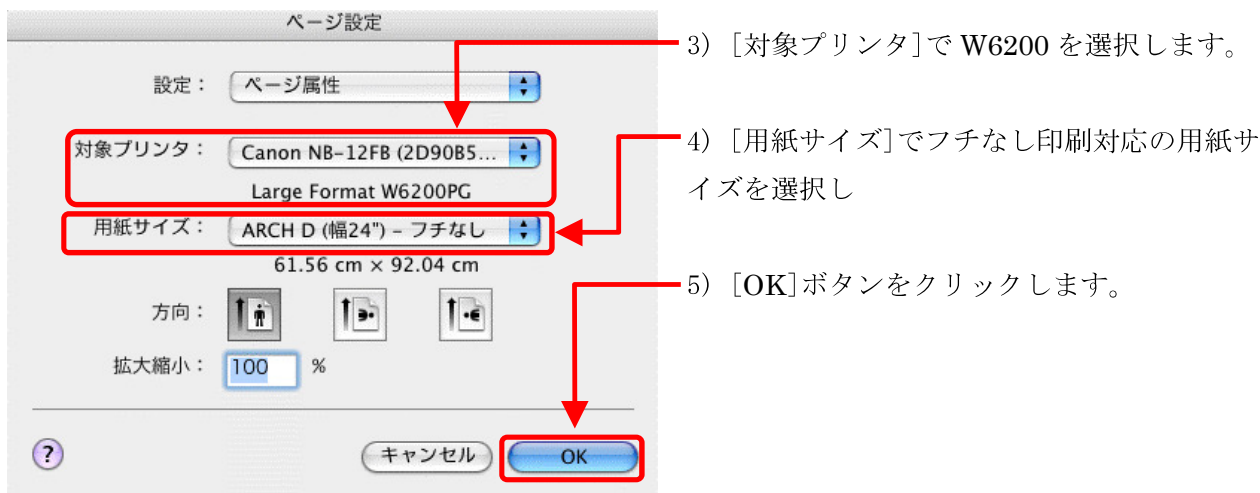 ページ設定
設定： ページ属性
対象プリンタ： Canon NB-12FB (2D90B5...
Large Format W6200PG
用紙サイズ： ARCH D (幅24") – フチなし
61.56 cm × 92.04 cm
方向：
拡大縮小： 100 %
?
キャンセル OK
3) [対象プリンタ]で W6200 を選択します。
4) [用紙サイズ]でフチなし印刷対応の用紙サ
イズを選択し
5) [OK]ボタンをクリックします。